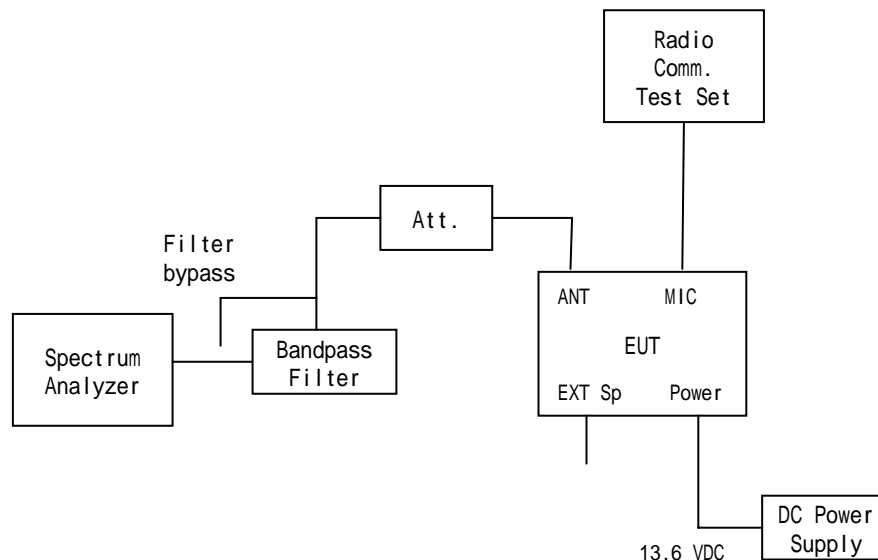 Radio
Comm.
Test Set
Att.
Filter
bypass
ANT
MIC
Spectrum
Analyzer
Bandpass
Filter
EUT
EXT Sp
Power
DC Power
Supply
13.6 VDC